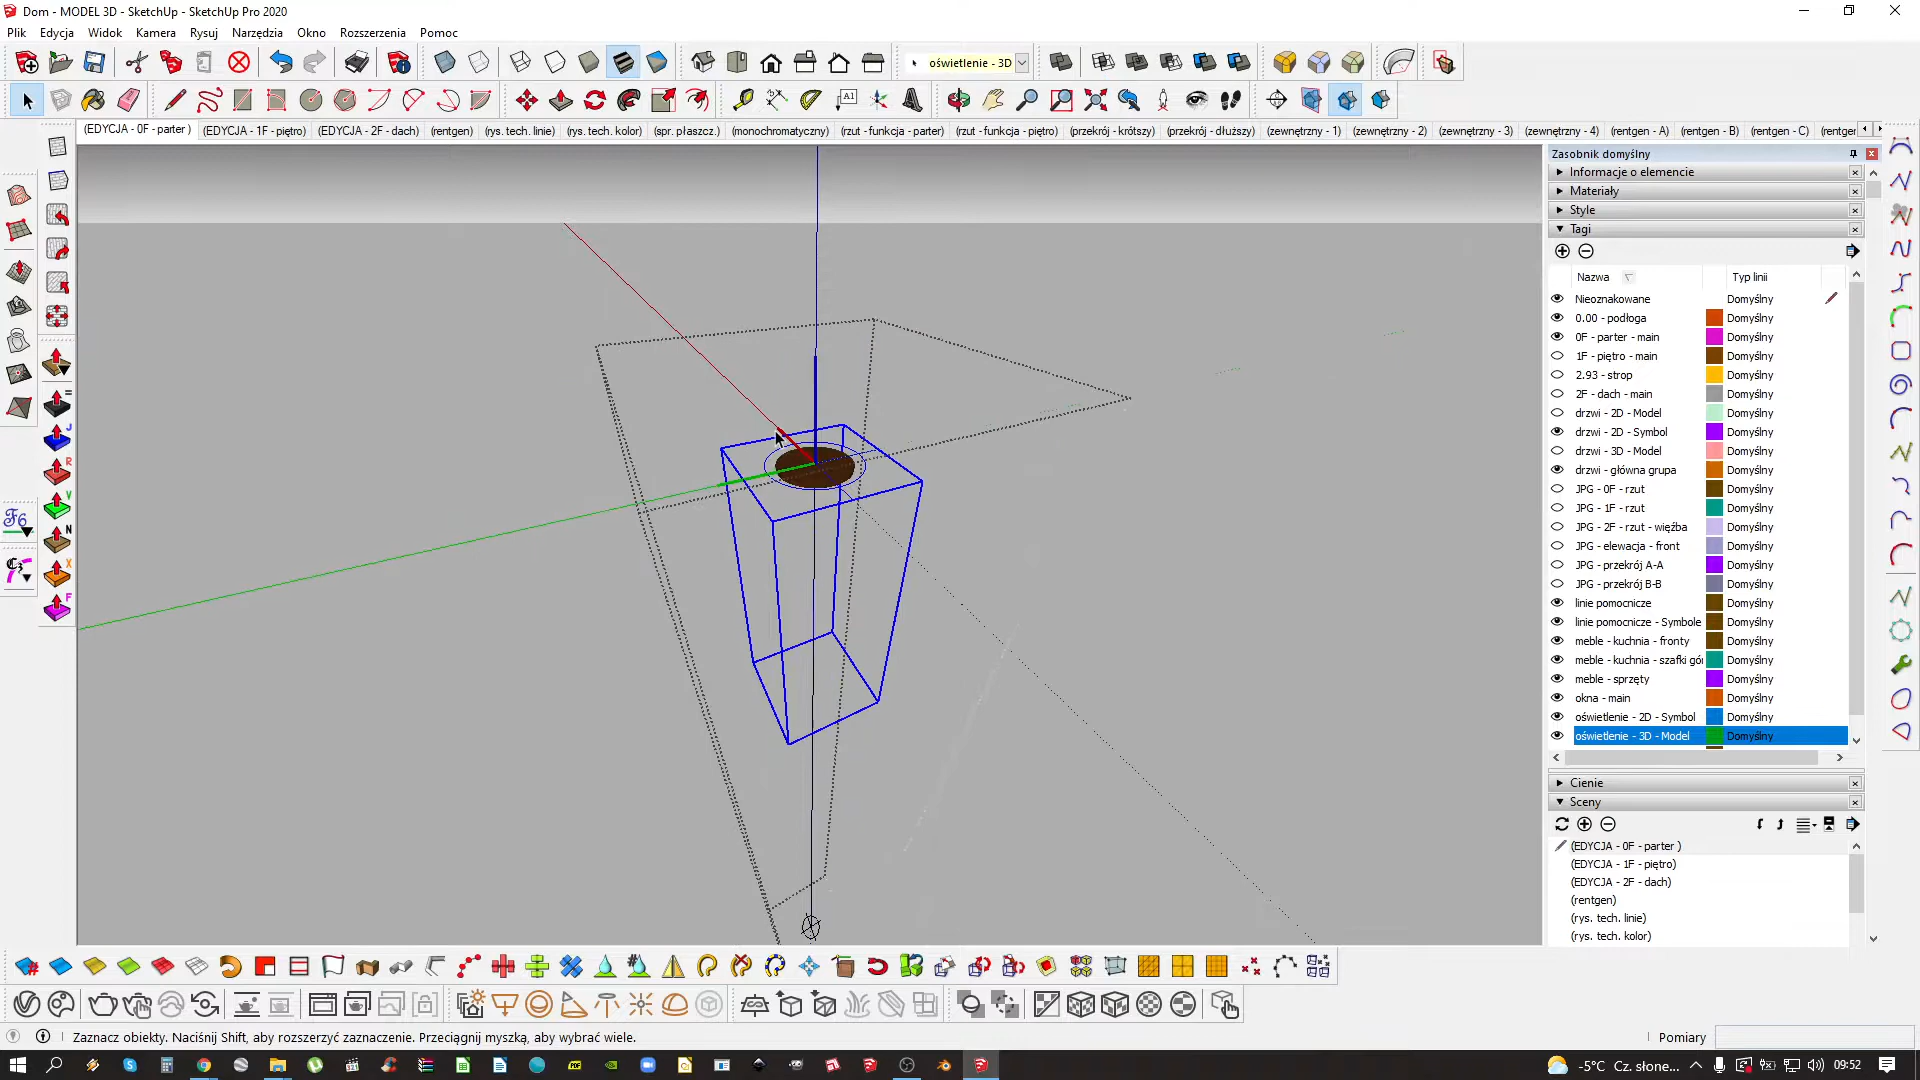 Dom - MODEL 3D - SketchUp - SketchUp Pro 2020
Plik Edycja Widok Kamera Rysuj Narzędzia Okno Rozszerzenia Pomoc
oświetlenie - 3D
A1
(EDYCJA - 0F - parter ) (EDYCJA - 1F - piętro) (EDYCJA - 2F - dach) (rentgen) (rys. tech. linie) (rys. tech. kolor) (spr. płaszcz.) (monochromatyczny) (rzut - funkcja - parter) (rzut - funkcja - piętro) (przekrój - krótszy) (przekrój - dłuższy) (zewnętrzny - 1) (zewnętrzny - 2) (zewnętrzny - 3) (zewnętrzny - 4) (rentgen - A) (rentgen - B) (rentgen - C) (rentger
Zasobnik domyślny
Informacje o elemencie
Materiały
Style
Tagi
Nazwa Typ linii
Nieoznakowane Domyślny
0.00 - podłoga Domyślny
0F - parter - main Domyślny
1F - piętro - main Domyślny
2.93 - strop Domyślny
2F - dach - main Domyślny
drzwi - 2D - Model Domyślny
drzwi - 2D - Symbol Domyślny
drzwi - 3D - Model Domyślny
drzwi - główna grupa Domyślny
JPG - 0F - rzut Domyślny
JPG - 1F - rzut Domyślny
JPG - 2F - rzut - więźba Domyślny
JPG - elewacja - front Domyślny
JPG - przekrój A-A Domyślny
JPG - przekrój B-B Domyślny
linie pomocnicze Domyślny
linie pomocnicze - Symbole Domyślny
meble - kuchnia - fronty Domyślny
meble - kuchnia - szafki gór Domyślny
meble - sprzęty Domyślny
okna - main Domyślny
oświetlenie - 2D - Symbol Domyślny
oświetlenie - 3D - Model Domyślny
Cienie
Sceny
(EDYCJA - 0F - parter )
(EDYCJA - 1F - piętro)
(EDYCJA - 2F - dach)
(rentgen)
(rys. tech. linie)
(rys. tech. kolor)
J
R
V
N
X
F
Zaznacz obiekty. Naciśnij Shift, aby rozszerzyć zaznaczenie. Przeciągnij myszką, aby wybrać wiele.
Pomiary
-5°C Cz. słone... 09:52